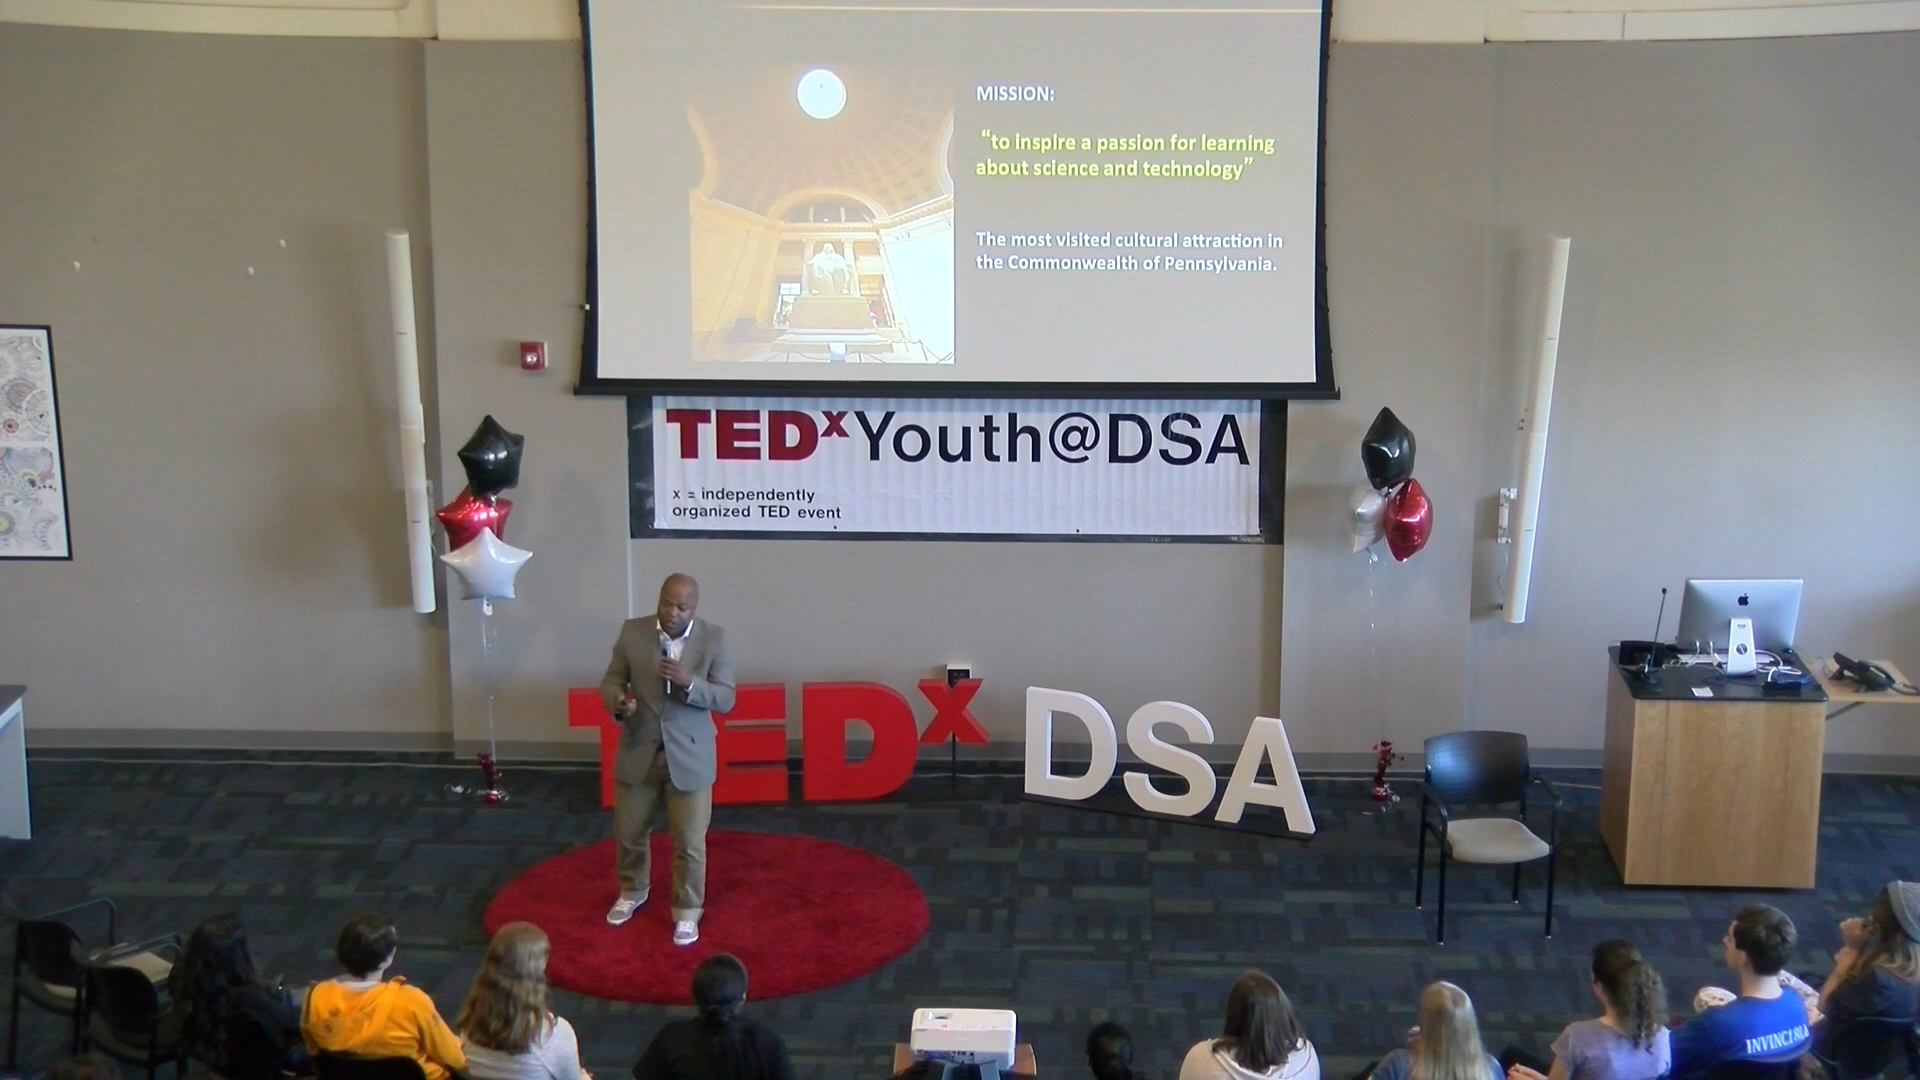 MISSION:
“to inspire a passion for learning
about science and technology”
The most visited cultural attraction in
the Commonwealth of Pennsylvania.
TEDxYouth@DSA
x = independently
organized TED event
TEDx DSA